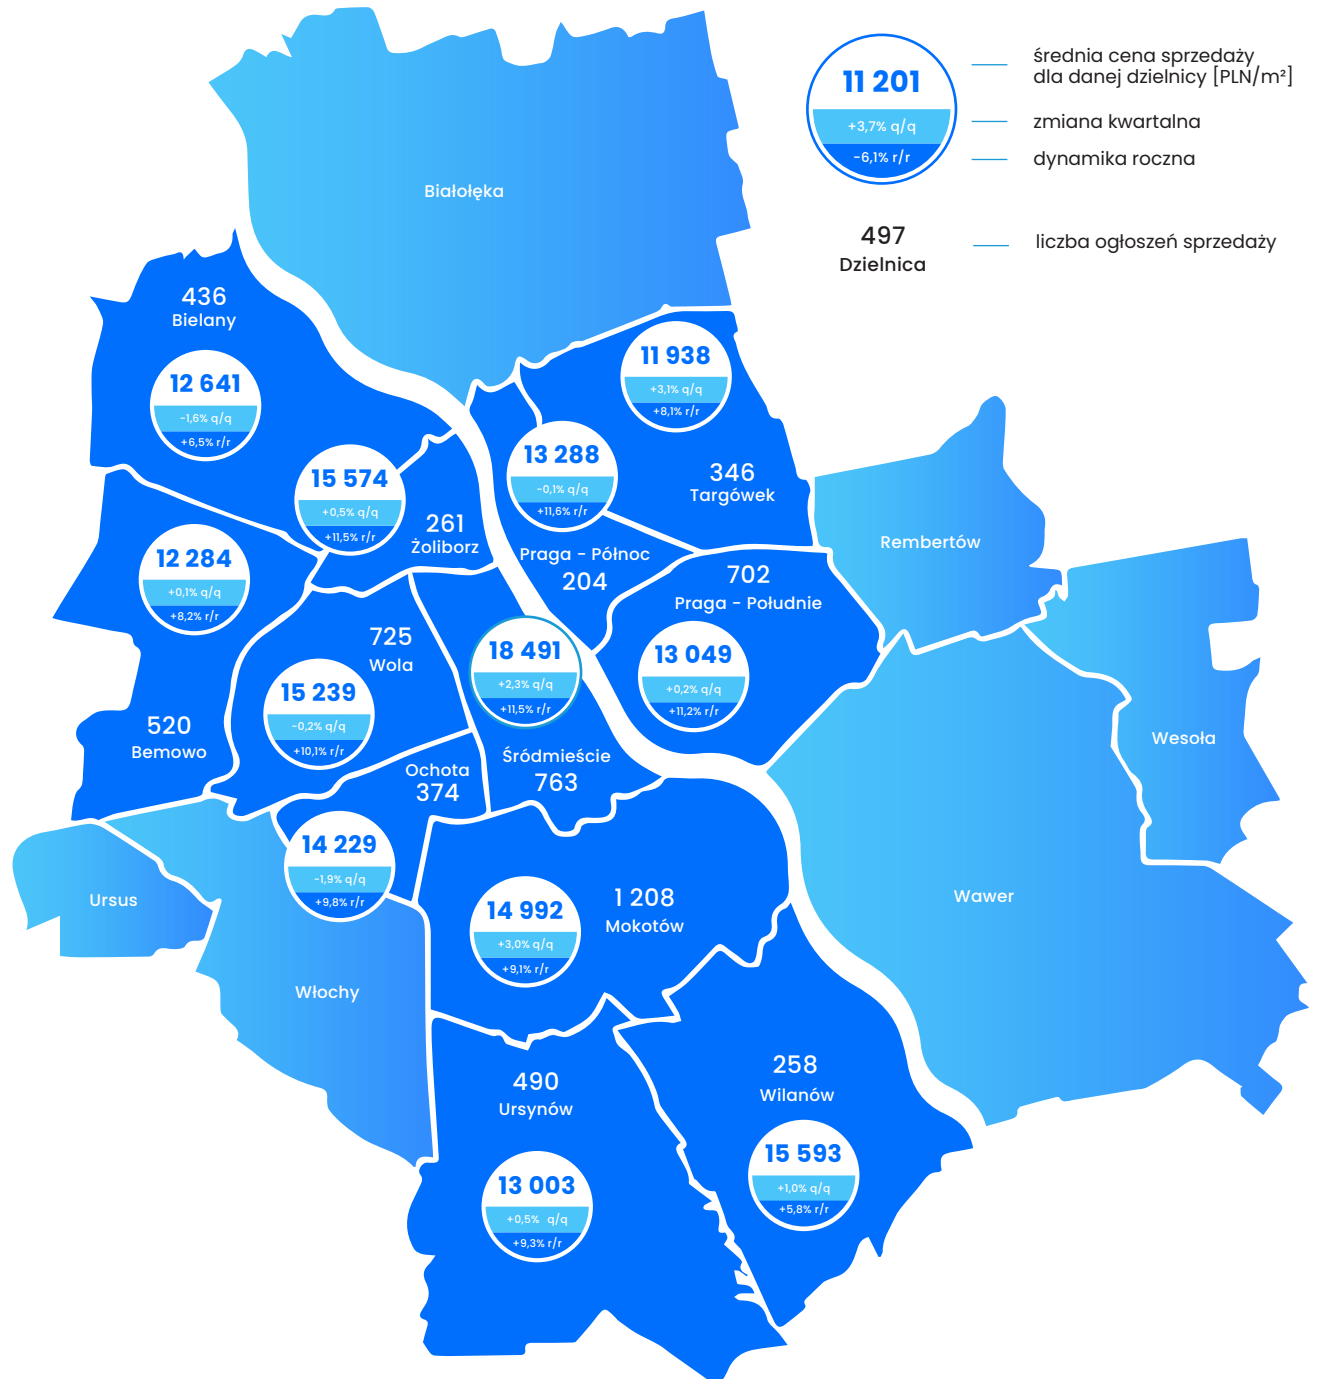 11 201
+3,7% q/q
-6,1% r/r
średnia cena sprzedaży
dla danej dzielnicy [PLN/m²]
zmiana kwartalna
dynamika roczna
497
Dzielnica
liczba ogłoszeń sprzedaży
Białołęka
436
Bielany
12 641
-1,6% q/q
+6,5% r/r
11 938
+3,1% q/q
+8,1% r/r
346
Targówek
13 288
-0,1% q/q
+11,6% r/r
Praga - Północ
204
15 574
+0,5% q/q
+11,5% r/r
261
Żoliborz
12 284
+0,1% q/q
+8,2% r/r
520
Bemowo
Rembertów
702
Praga - Południe
13 049
+0,2% q/q
+11,2% r/r
725
Wola
15 239
-0,2% q/q
+10,1% r/r
18 491
+2,3% q/q
+11,5% r/r
Śródmieście
763
Wesoła
Ochota
374
14 229
-1,9% q/q
+9,8% r/r
Ursus
Włochy
14 992
+3,0% q/q
+9,1% r/r
1 208
Mokotów
Wawer
490
Ursynów
13 003
+0,5% q/q
+9,3% r/r
258
Wilanów
15 593
+1,0% q/q
+5,8% r/r